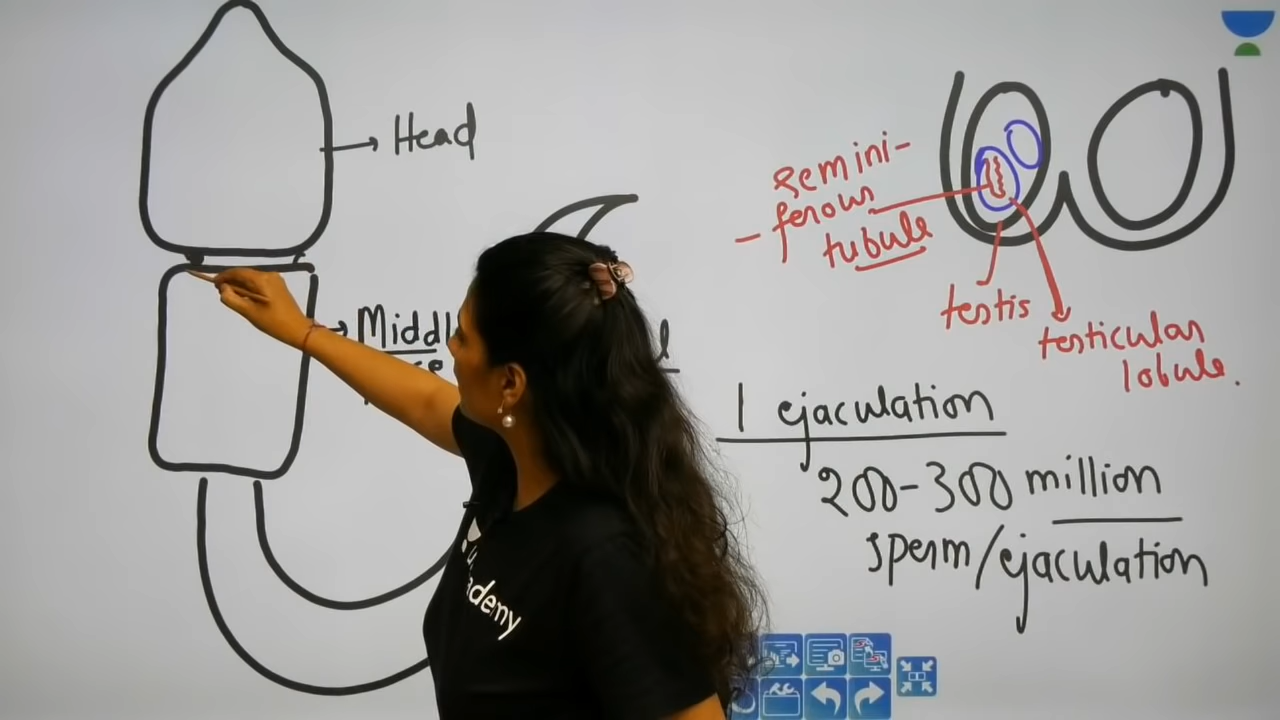 Head
Middl
Semini-
-ferous
tubule
testis
testicular
lobule.
1 ejaculation
200-300 million
sperm/ejaculation